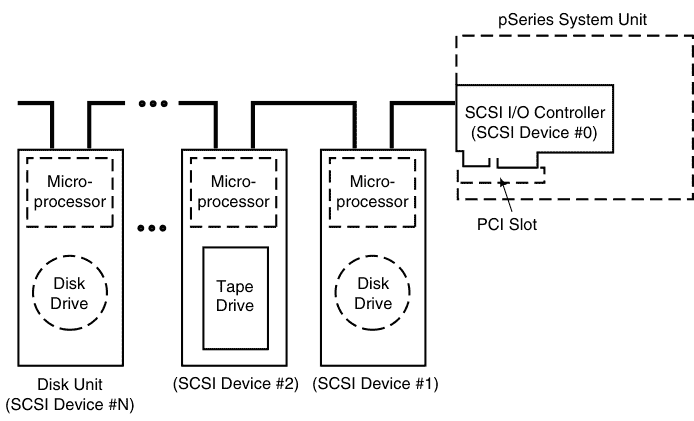 pSeries System Unit
SCSI I/O Controller
(SCSI Device #0)
PCI Slot
Micro-
processor
Disk
Drive
Disk Unit
(SCSI Device #N)
Micro-
processor
Tape
Drive
(SCSI Device #2)
Micro-
processor
Disk
Drive
(SCSI Device #1)